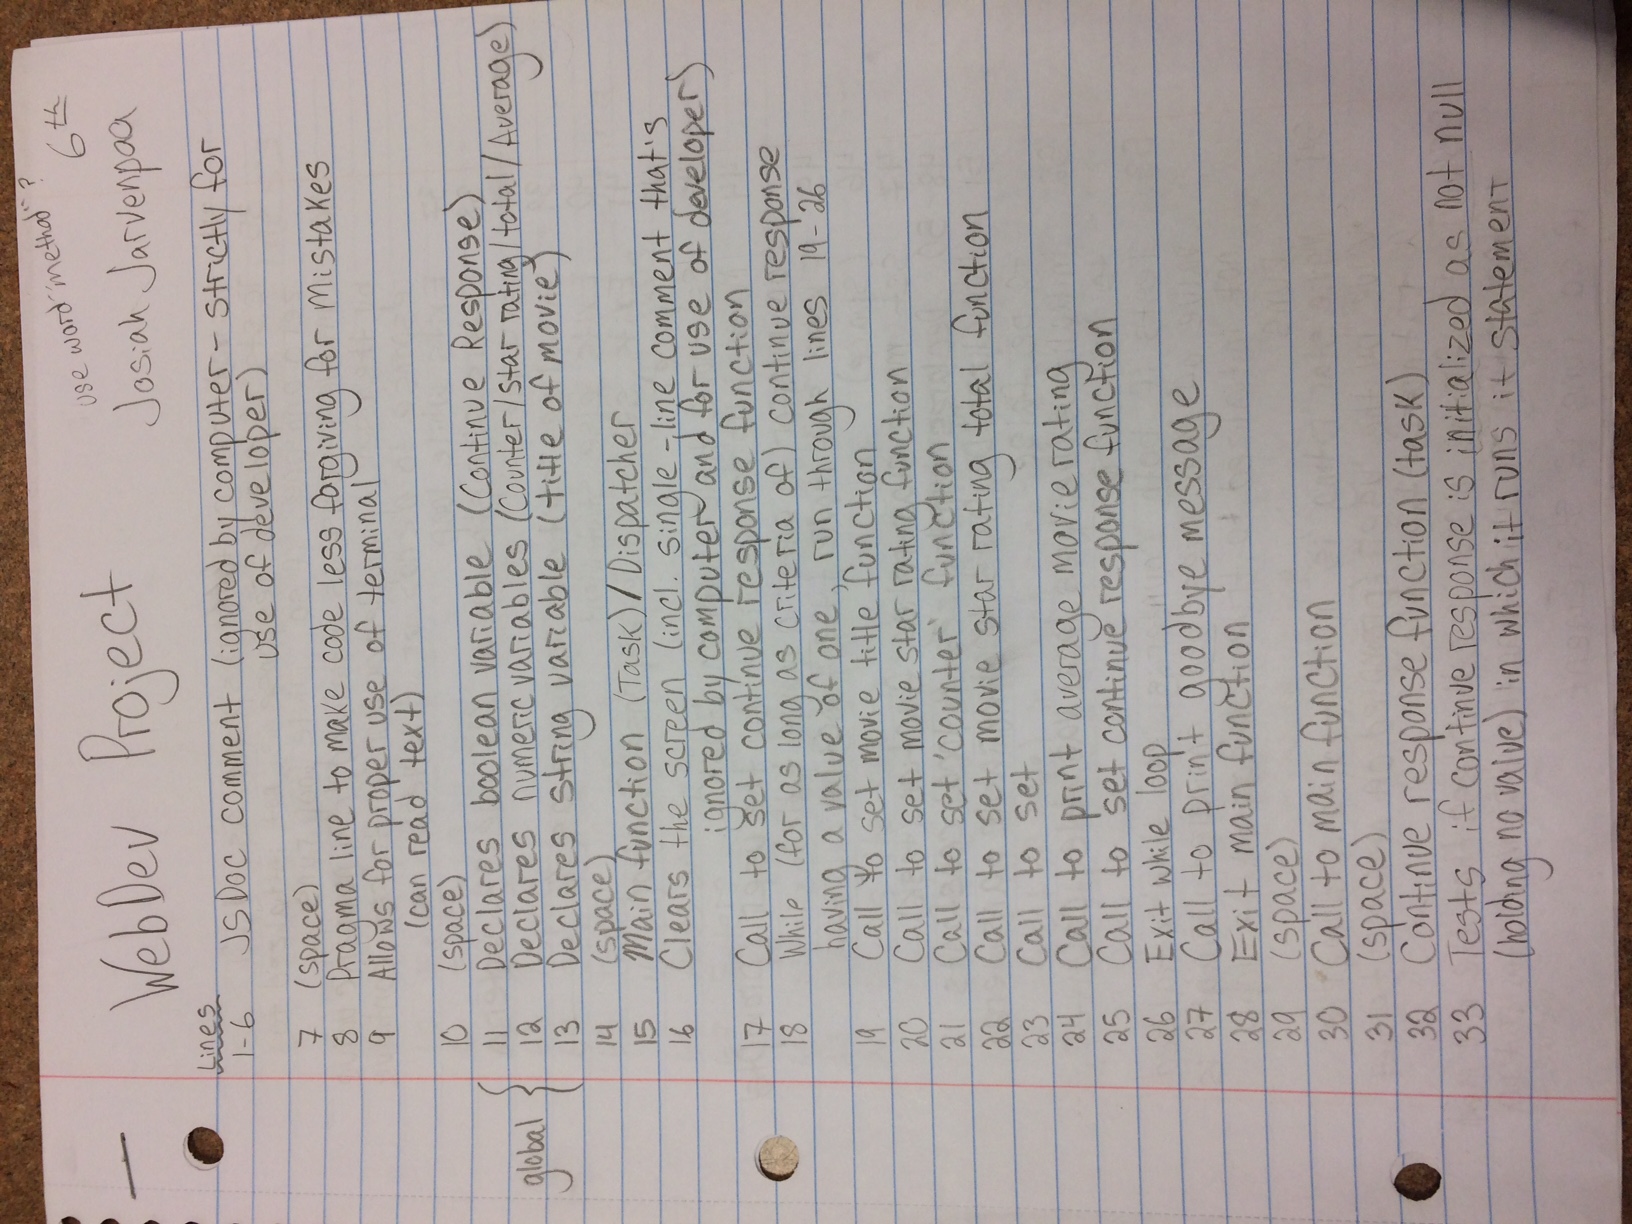 use word "method"? 6th
WebDev Project Josiah Jarvenpaa
Lines
1-6 JSDoc comment (ignored by computer - strictly for
use of developer)
7 (space)
8 Pragma line to make code less forgiving for mistakes
9 Allows for proper use of terminal
(can read text)
10 (space)
11 Declares boolean variable (Continue Response)
global { 12 Declares numeric variables (Counter/star rating/total/Average)
13 Declares string variable (title of movie)
14 (space)
15 Main function (Task)/Dispatcher
16 Clears the screen (incl. single-line comment that's
ignored by computer and for use of developer)
17 Call to set continue response function
18 While (for as long as criteria of) continue response
having a value of one, run through lines 19-26
19 Call to set movie title function
20 Call to set movie star rating function
21 Call to set 'counter' function
22 Call to set movie star rating total function
23 Call to set
24 Call to print average movie rating
25 Call to set continue response function
26 Exit while loop
27 Call to print goodbye message
28 Exit main function
29 (space)
30 Call to main function
31 (space)
32 Continue response function (task)
33 Tests if continue response is initialized as not null
(holding no value) in which it runs it statement